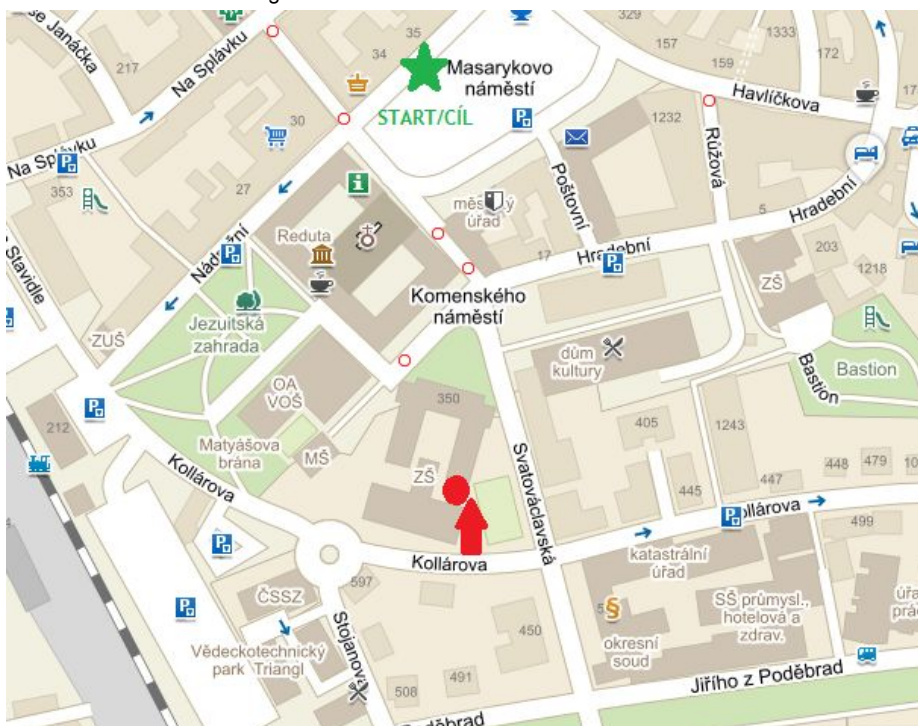 se Janáčka
Na Splávku
217
34
35
START/CÍL
Masarykovo
náměstí
329
157
159
1333
172
Havlíčkova
Na Splávku
30
353
27
i
1232
Růžová
Poštovní
městský
úřad
Reduta
Nádražní
17
Hradební
5
Hradební
203
1218
ZŠ
Stavidle
ZUŠ
Jezuitská
zahrada
Komenského
náměstí
dům
kultury
Bastion
Bastion
OA
VOŠ
350
212
Matyášova
brána
MŠ
ZŠ
405
1243
448
479
447
445
Svatováclavská
Kollárova
Kollárova
Kollárova
499
katastrální
úřad
597
ČSSZ
Stojanova
450
okresní
soud
SŠ průmysl.,
hotelová a
zdrav.
Vědeckotechnický
park Triangl
508
491
Jiřího z Poděbrad
Poděbrad